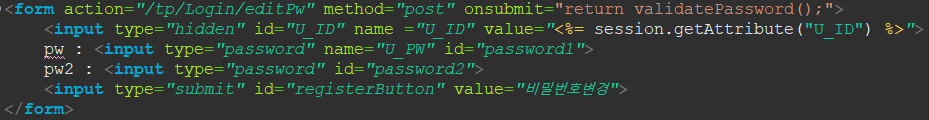 <form action="/tp/Login/editPw" method="post" onsubmit="return validatePassword();">
<input type="hidden" id="U_ID" name ="U_ID" value="<%= session.getAttribute("U_ID") %>">
pw : <input type="password" name="U_PW" id="password1">
pw2 : <input type="password" id="password2">
<input type="submit" id="registerButton" value="비밀번호변경">
</form>